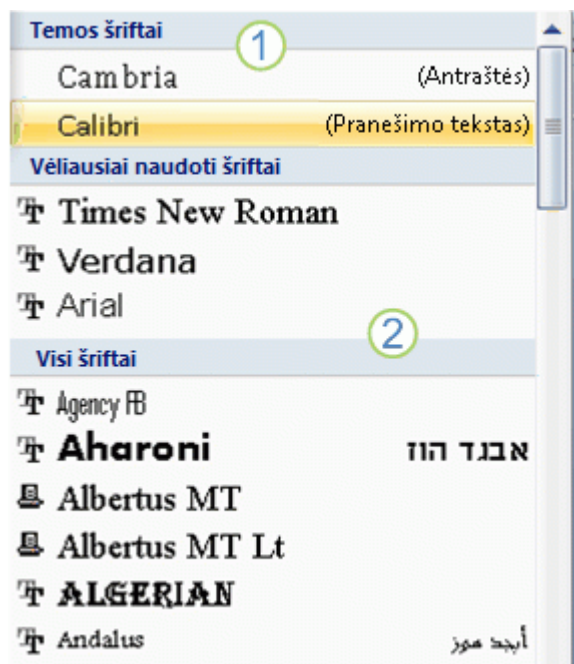 Temos šriftai 1
Cambria (Antraštės)
Calibri (Pranešimo tekstas)
Vėliausiai naudoti šriftai
Times New Roman
Verdana
Arial
2
Visi šriftai
Agency FB
Aharoni אבגד הוז
Albertus MT
Albertus MT Lt
ALGERIAN
Andalus أبجد هوز